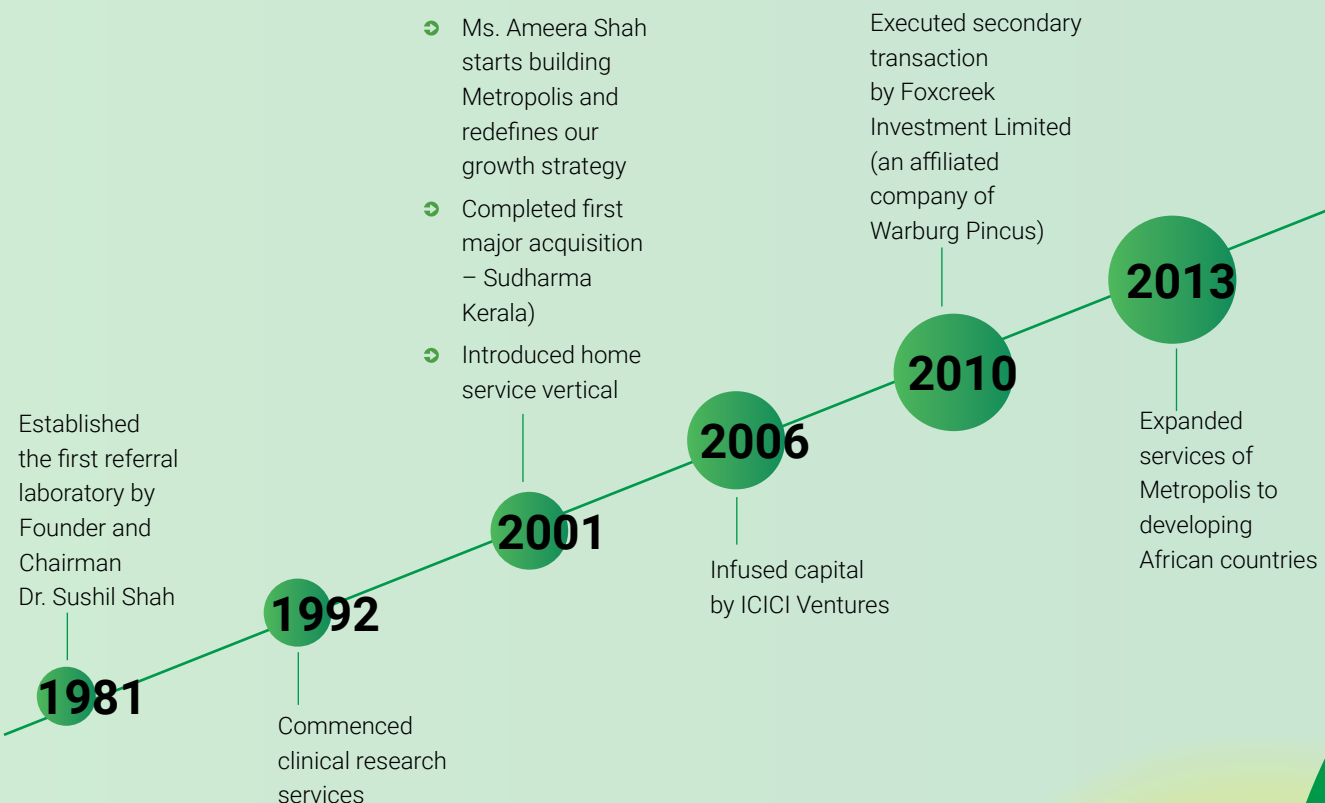 Established
the first referral
laboratory by
Founder and
Chairman
Dr. Sushil Shah
1981
1992
Commenced
clinical research
services
Ms. Ameera Shah
starts building
Metropolis and
redefines our
growth strategy
Completed first
major acquisition
– Sudharma
Kerala)
Introduced home
service vertical
2001
2006
Infused capital
by ICICI Ventures
Executed secondary
transaction
by Foxcreek
Investment Limited
(an affiliated
company of
Warburg Pincus)
2010
2013
Expanded
services of
Metropolis to
developing
African countries